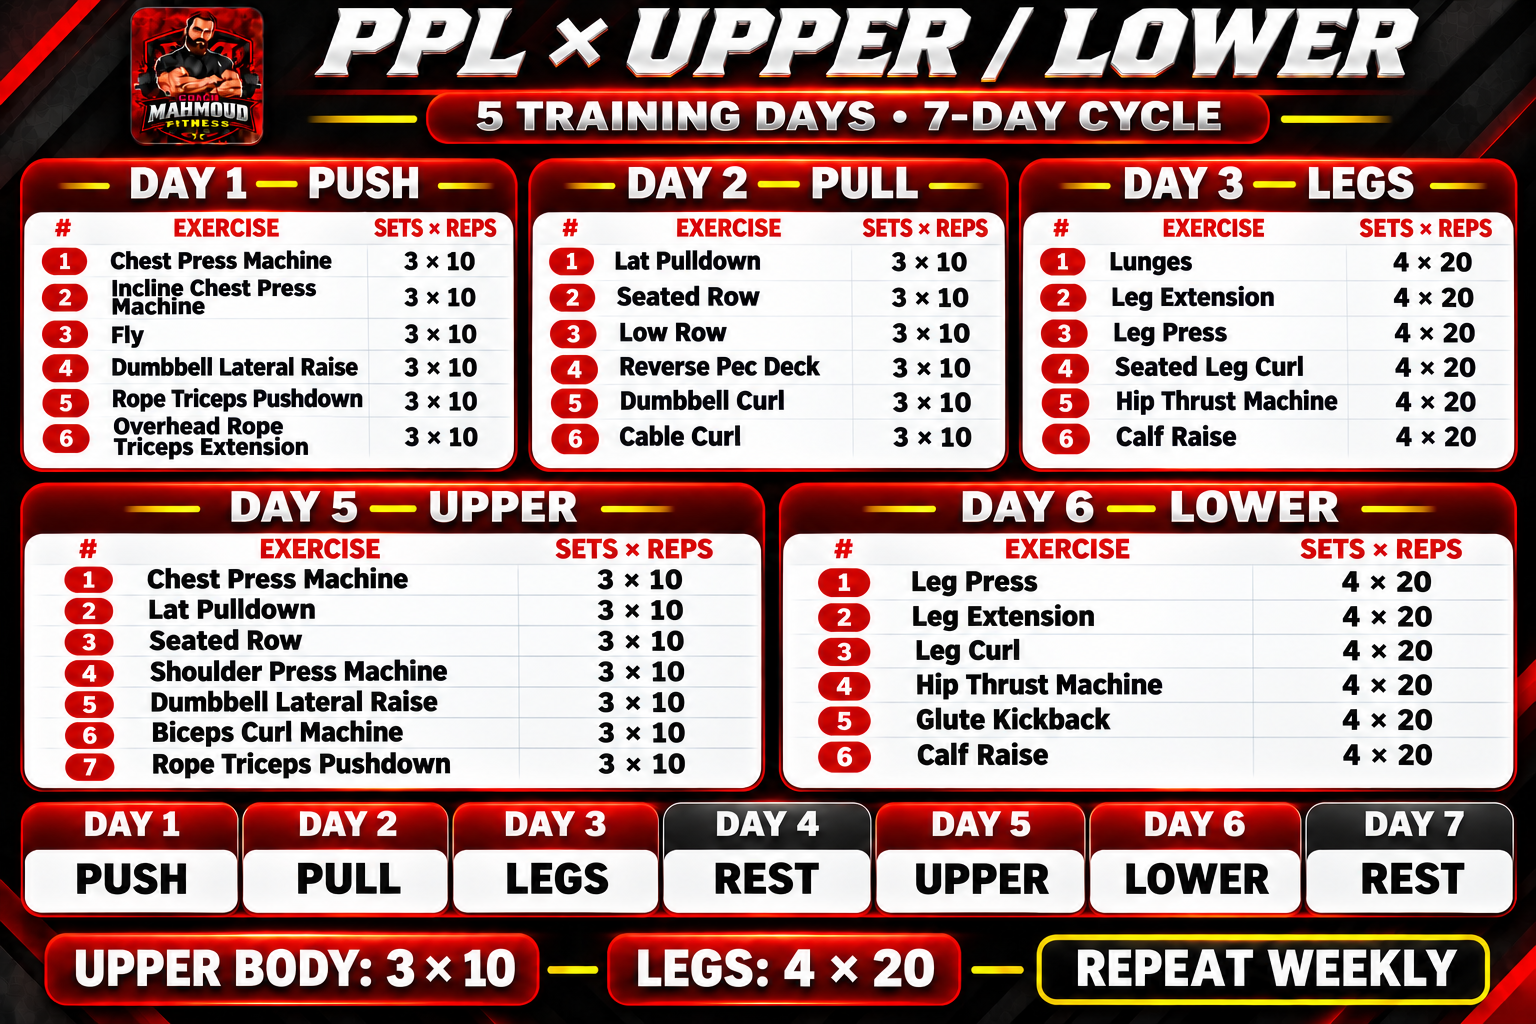 COACH
MAHMOUD
FITNESS
PPL × UPPER / LOWER
5 TRAINING DAYS • 7-DAY CYCLE
DAY 1 — PUSH
# EXERCISE SETS × REPS
1 Chest Press Machine 3 × 10
2 Incline Chest Press
Machine 3 × 10
3 Fly 3 × 10
4 Dumbbell Lateral Raise 3 × 10
5 Rope Triceps Pushdown 3 × 10
6 Overhead Rope
Triceps Extension 3 × 10
DAY 2 — PULL
# EXERCISE SETS × REPS
1 Lat Pulldown 3 × 10
2 Seated Row 3 × 10
3 Low Row 3 × 10
4 Reverse Pec Deck 3 × 10
5 Dumbbell Curl 3 × 10
6 Cable Curl 3 × 10
DAY 3 — LEGS
# EXERCISE SETS × REPS
1 Lunges 4 × 20
2 Leg Extension 4 × 20
3 Leg Press 4 × 20
4 Seated Leg Curl 4 × 20
5 Hip Thrust Machine 4 × 20
6 Calf Raise 4 × 20
DAY 5 — UPPER
# EXERCISE SETS × REPS
1 Chest Press Machine 3 × 10
2 Lat Pulldown 3 × 10
3 Seated Row 3 × 10
4 Shoulder Press Machine 3 × 10
5 Dumbbell Lateral Raise 3 × 10
6 Biceps Curl Machine 3 × 10
7 Rope Triceps Pushdown 3 × 10
DAY 6 — LOWER
# EXERCISE SETS × REPS
1 Leg Press 4 × 20
2 Leg Extension 4 × 20
3 Leg Curl 4 × 20
4 Hip Thrust Machine 4 × 20
5 Glute Kickback 4 × 20
6 Calf Raise 4 × 20
DAY 1
PUSH
DAY 2
PULL
DAY 3
LEGS
DAY 4
REST
DAY 5
UPPER
DAY 6
LOWER
DAY 7
REST
UPPER BODY: 3 × 10 — LEGS: 4 × 20 — REPEAT WEEKLY